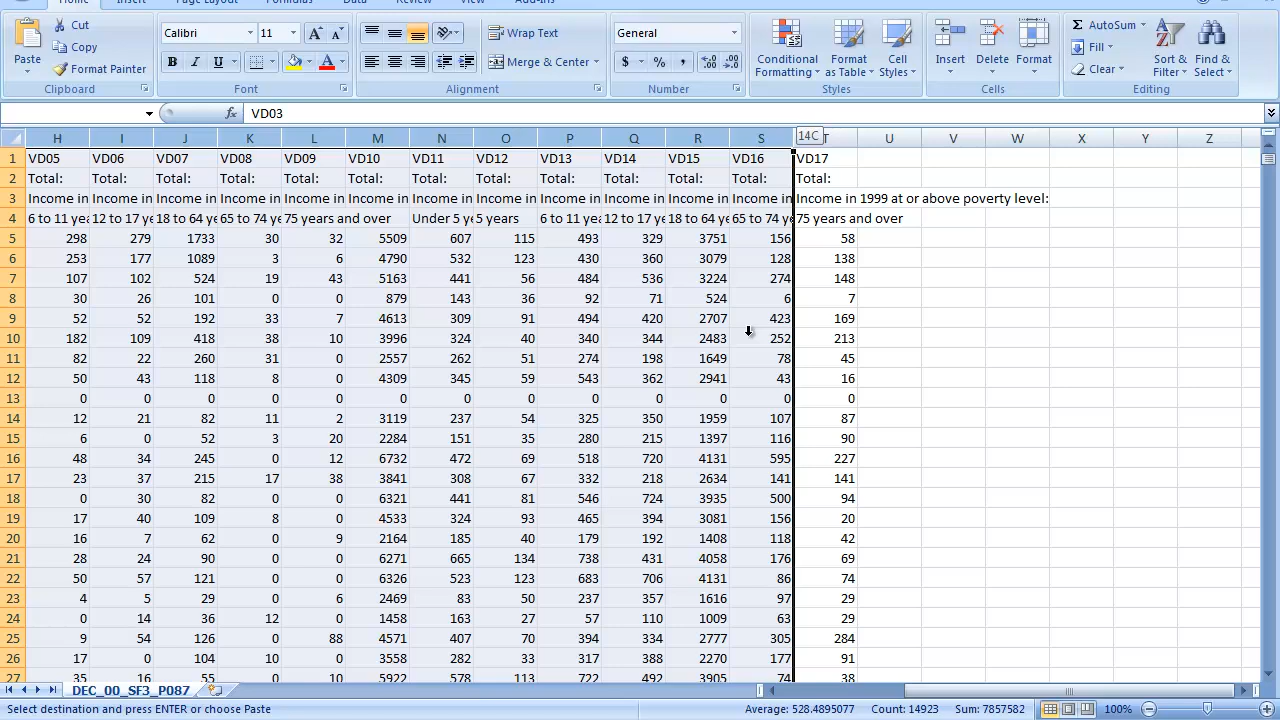 Home Insert Page Layout Formulas Data Review View Add-Ins
Cut Calibri 11 Wrap Text General AutoSum
Copy Fill
Paste Format Painter B I U Merge & Center $ % , Conditional Formatting Format as Table Cell Styles Insert Delete Format Clear Sort & Filter Find & Select
Clipboard Font Alignment Number Styles Cells Editing
fx VD03
14C
H I J K L M N O P Q R S T U V W X Y Z
1 VD05 VD06 VD07 VD08 VD09 VD10 VD11 VD12 VD13 VD14 VD15 VD16 VD17
2 Total: Total: Total: Total: Total: Total: Total: Total: Total: Total: Total: Total: Total:
3 Income in Income in Income in Income in Income in Income in Income in Income in Income in Income in Income in Income in Income in 1999 at or above poverty level:
4 6 to 11 yea 12 to 17 ye 18 to 64 ye 65 to 74 ye 75 years and over Under 5 ye 5 years 6 to 11 yea 12 to 17 ye 18 to 64 ye 65 to 74 ye 75 years and over
5 298 279 1733 30 32 5509 607 115 493 329 3751 156 58
6 253 177 1089 3 6 4790 532 123 430 360 3079 128 138
7 107 102 524 19 43 5163 441 56 484 536 3224 274 148
8 30 26 101 0 0 879 143 36 92 71 524 6 7
9 52 52 192 33 7 4613 309 91 494 420 2707 423 169
10 182 109 418 38 10 3996 324 40 340 344 2483 252 213
11 82 22 260 31 0 2557 262 51 274 198 1649 78 45
12 50 43 118 8 0 4309 345 59 543 362 2941 43 16
13 0 0 0 0 0 0 0 0 0 0 0 0 0
14 12 21 82 11 2 3119 237 54 325 350 1959 107 87
15 6 0 52 3 20 2284 151 35 280 215 1397 116 90
16 48 34 245 0 12 6732 472 69 518 720 4131 595 227
17 23 37 215 17 38 3841 308 67 332 218 2634 141 141
18 0 30 82 0 0 6321 441 81 546 724 3935 500 94
19 17 40 109 8 0 4533 324 93 465 394 3081 156 20
20 16 7 62 0 9 2164 185 40 179 192 1408 118 42
21 28 24 90 0 0 6271 665 134 738 431 4058 176 69
22 50 57 121 0 0 6326 523 123 683 706 4131 86 74
23 4 5 29 0 6 2469 83 50 237 357 1616 97 29
24 0 14 36 12 0 1458 163 27 57 110 1009 63 29
25 9 54 126 0 88 4571 407 70 394 334 2777 305 284
26 17 0 104 10 0 3558 282 33 317 388 2270 177 91
27 35 16 55 0 10 5922 578 113 722 492 3905 74 38
DEC_00_SF3_P087
Select destination and press ENTER or choose Paste Average: 528.4895077 Count: 14923 Sum: 7857582 100%